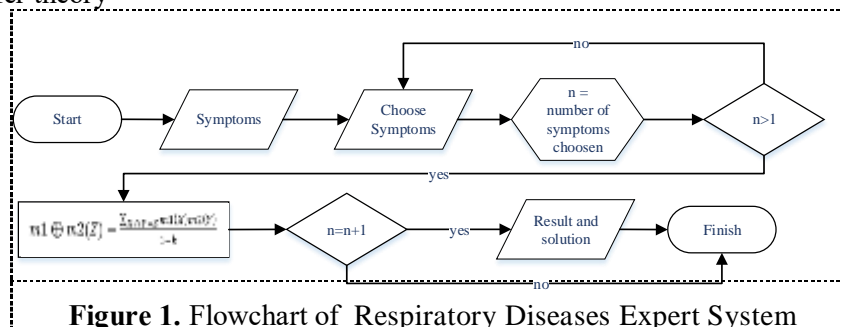 theory
no
Start
Symptoms
Choose
Symptoms
n =
number of
symptoms
choosen
n>1
yes
n=n+1
yes
Result and
solution
Finish
no
Figure 1. Flowchart of Respiratory Diseases Expert System